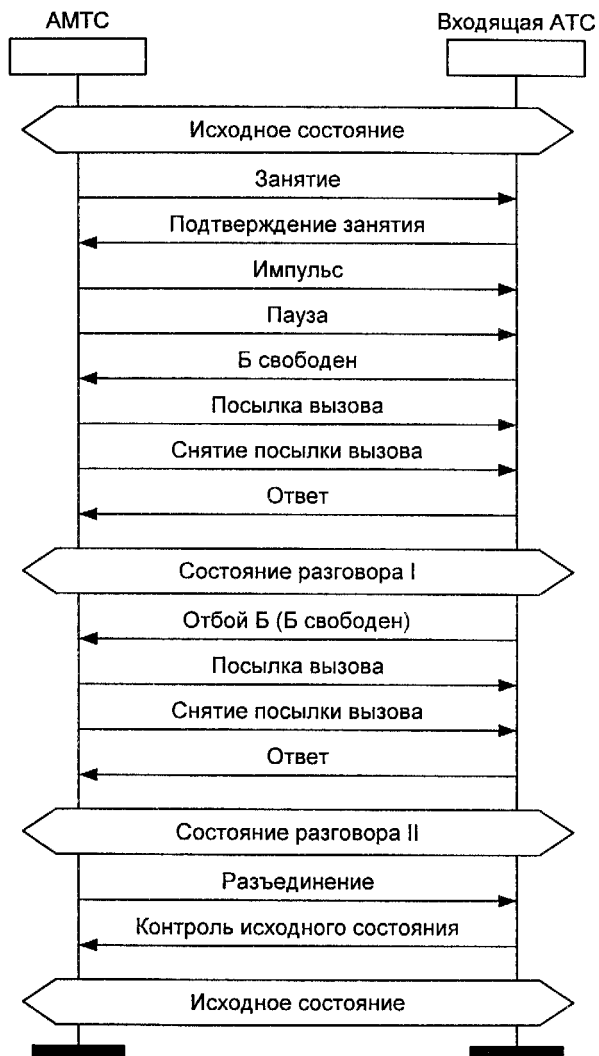 АМТС
Входящая АТС
Исходное состояние
Занятие
Подтверждение занятия
Импульс
Пауза
Б свободен
Посылка вызова
Снятие посылки вызова
Ответ
Состояние разговора I
Отбой Б (Б свободен)
Посылка вызова
Снятие посылки вызова
Ответ
Состояние разговора II
Разъединение
Контроль исходного состояния
Исходное состояние